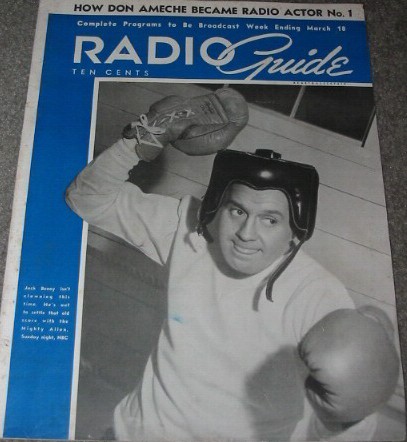 HOW DON AMECHE BECAME RADIO ACTOR No. 1
Complete Programs to Be Broadcast Week Ending March 18
RADIO Guide
TEN CENTS
Jack Benny isn't
clowning this
time. He's out
to settle that old
score with the
Mighty Allen,
Sunday night, NBC